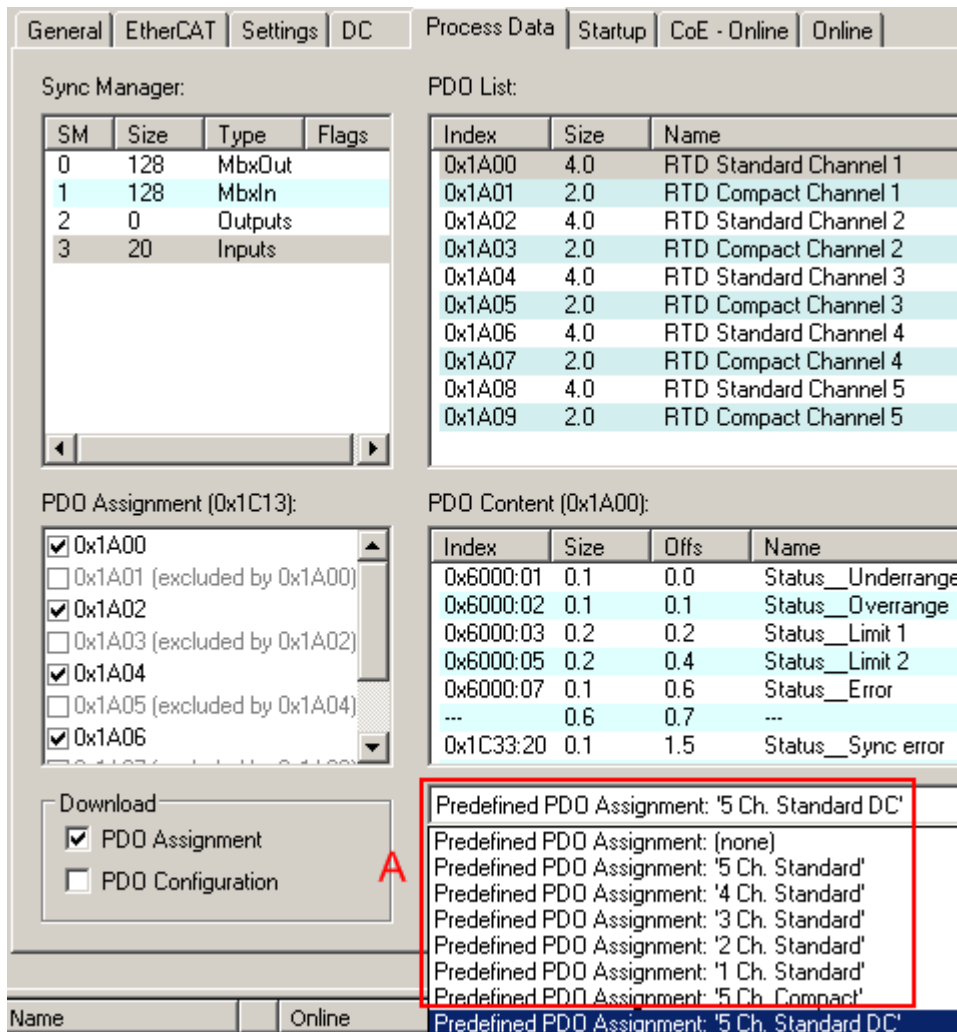 General EtherCAT Settings DC Process Data Startup CoE - Online Online
Sync Manager:
SM Size Type Flags
0 128 MbxOut
1 128 MbxIn
2 0 Outputs
3 20 Inputs
PDO List:
Index Size Name
0x1A00 4.0 RTD Standard Channel 1
0x1A01 2.0 RTD Compact Channel 1
0x1A02 4.0 RTD Standard Channel 2
0x1A03 2.0 RTD Compact Channel 2
0x1A04 4.0 RTD Standard Channel 3
0x1A05 2.0 RTD Compact Channel 3
0x1A06 4.0 RTD Standard Channel 4
0x1A07 2.0 RTD Compact Channel 4
0x1A08 4.0 RTD Standard Channel 5
0x1A09 2.0 RTD Compact Channel 5
PDO Assignment (0x1C13):
0x1A00
0x1A01 (excluded by 0x1A00)
0x1A02
0x1A03 (excluded by 0x1A02)
0x1A04
0x1A05 (excluded by 0x1A04)
0x1A06
PDO Content (0x1A00):
Index Size Offs Name
0x6000:01 0.1 0.0 Status__Underrange
0x6000:02 0.1 0.1 Status__Overrange
0x6000:03 0.2 0.2 Status__Limit 1
0x6000:05 0.2 0.4 Status__Limit 2
0x6000:07 0.1 0.6 Status__Error
--- 0.6 0.7 ---
0x1C33:20 0.1 1.5 Status__Sync error
Download
PDO Assignment
PDO Configuration
A
Predefined PDO Assignment: '5 Ch. Standard DC'
Predefined PDO Assignment: (none)
Predefined PDO Assignment: '5 Ch. Standard'
Predefined PDO Assignment: '4 Ch. Standard'
Predefined PDO Assignment: '3 Ch. Standard'
Predefined PDO Assignment: '2 Ch. Standard'
Predefined PDO Assignment: '1 Ch. Standard'
Predefined PDO Assignment: '5 Ch. Compact'
Predefined PDO Assignment: '5 Ch. Standard DC'
Name Online